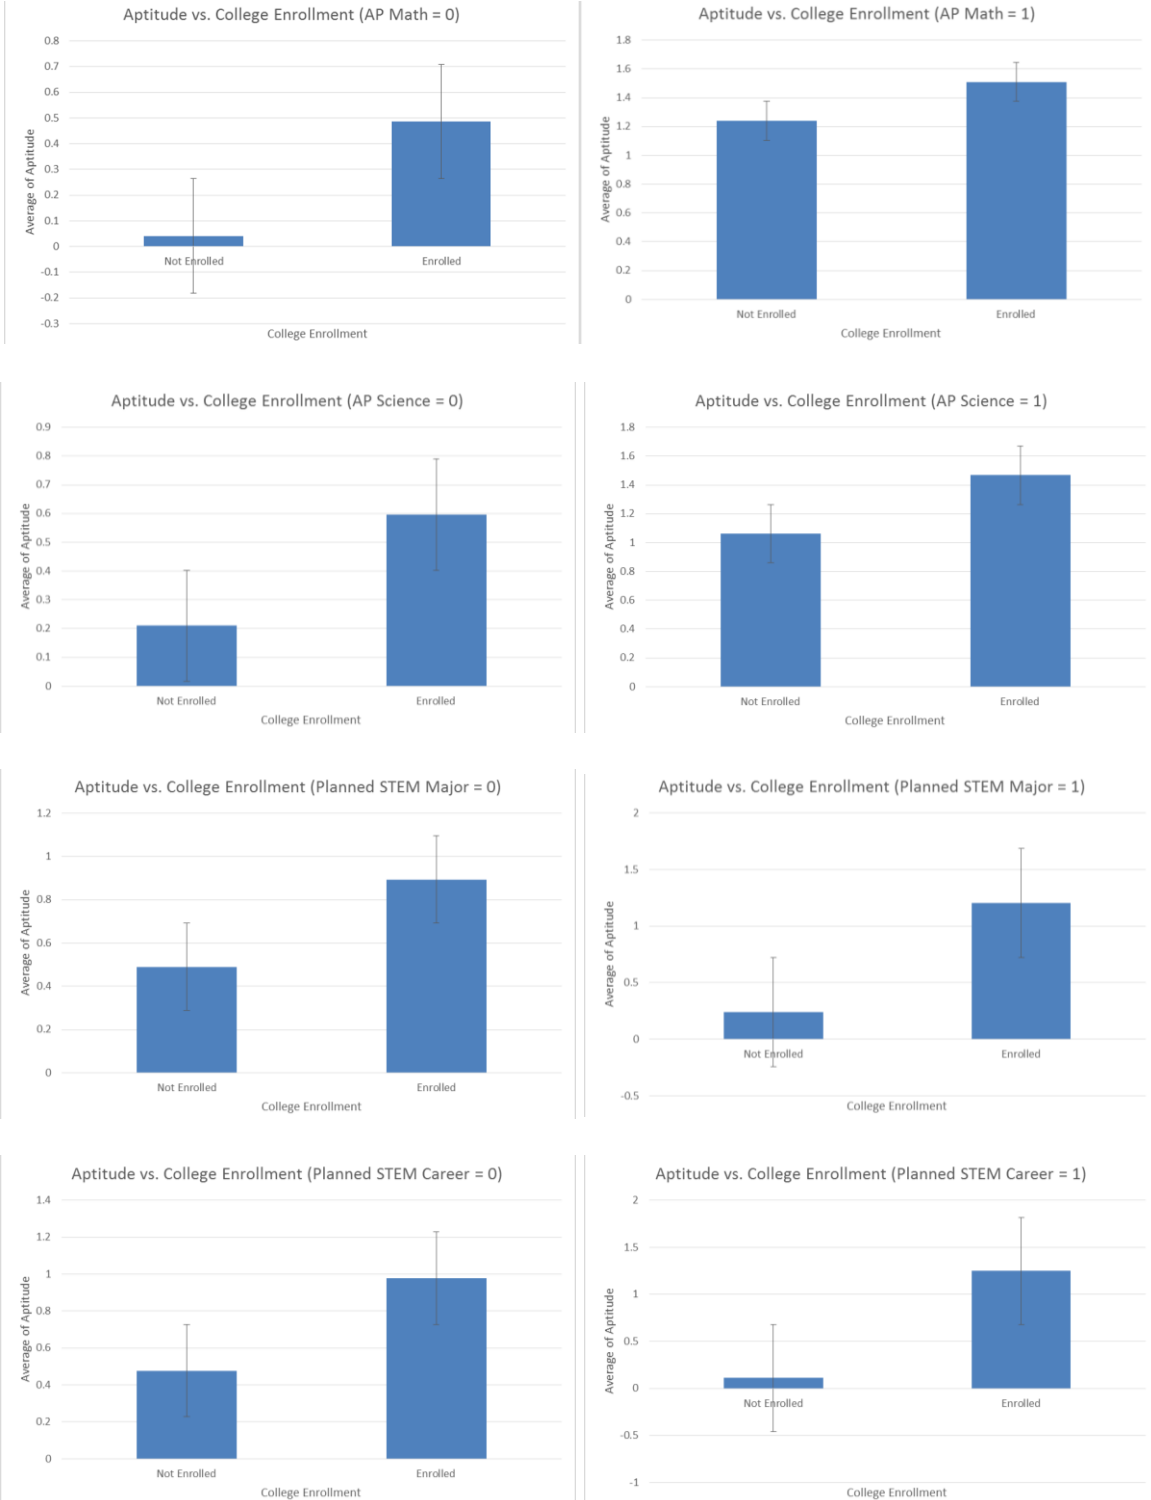 Aptitude vs. College Enrollment (AP Math = 0)
0.8
0.7
0.6
0.5
0.4
0.3
0.2
0.1
0
-0.1
-0.2
-0.3
Average of Aptitude
Not Enrolled
Enrolled
College Enrollment
Aptitude vs. College Enrollment (AP Math = 1)
1.8
1.6
1.4
1.2
1
0.8
0.6
0.4
0.2
0
Average of Aptitude
Not Enrolled
Enrolled
College Enrollment
Aptitude vs. College Enrollment (AP Science = 0)
0.9
0.8
0.7
0.6
0.5
0.4
0.3
0.2
0.1
0
Average of Aptitude
Not Enrolled
Enrolled
College Enrollment
Aptitude vs. College Enrollment (AP Science = 1)
1.8
1.6
1.4
1.2
1
0.8
0.6
0.4
0.2
0
Average of Aptitude
Not Enrolled
Enrolled
College Enrollment
Aptitude vs. College Enrollment (Planned STEM Major = 0)
1.2
1
0.8
0.6
0.4
0.2
0
Average of Aptitude
Not Enrolled
Enrolled
College Enrollment
Aptitude vs. College Enrollment (Planned STEM Major = 1)
2
1.5
1
0.5
0
-0.5
Average of Aptitude
Not Enrolled
Enrolled
College Enrollment
Aptitude vs. College Enrollment (Planned STEM Career = 0)
1.4
1.2
1
0.8
0.6
0.4
0.2
0
Average of Aptitude
Not Enrolled
Enrolled
College Enrollment
Aptitude vs. College Enrollment (Planned STEM Career = 1)
2
1.5
1
0.5
0
-0.5
-1
Average of Aptitude
Not Enrolled
Enrolled
College Enrollment